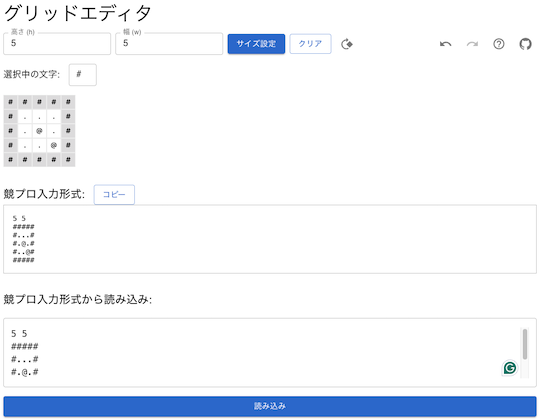 グリッドエディタ
高さ (h)
5
幅 (w)
5
サイズ設定
クリア
選択中の文字:
#
# # # # #
# . . . #
# . @ . #
# . . @ #
# # # # #
競プロ入力形式:
コピー
5 5
#####
#...#
#.@.#
#..@#
#####
競プロ入力形式から読み込み:
5 5
#####
#...#
#.@.#
読み込み